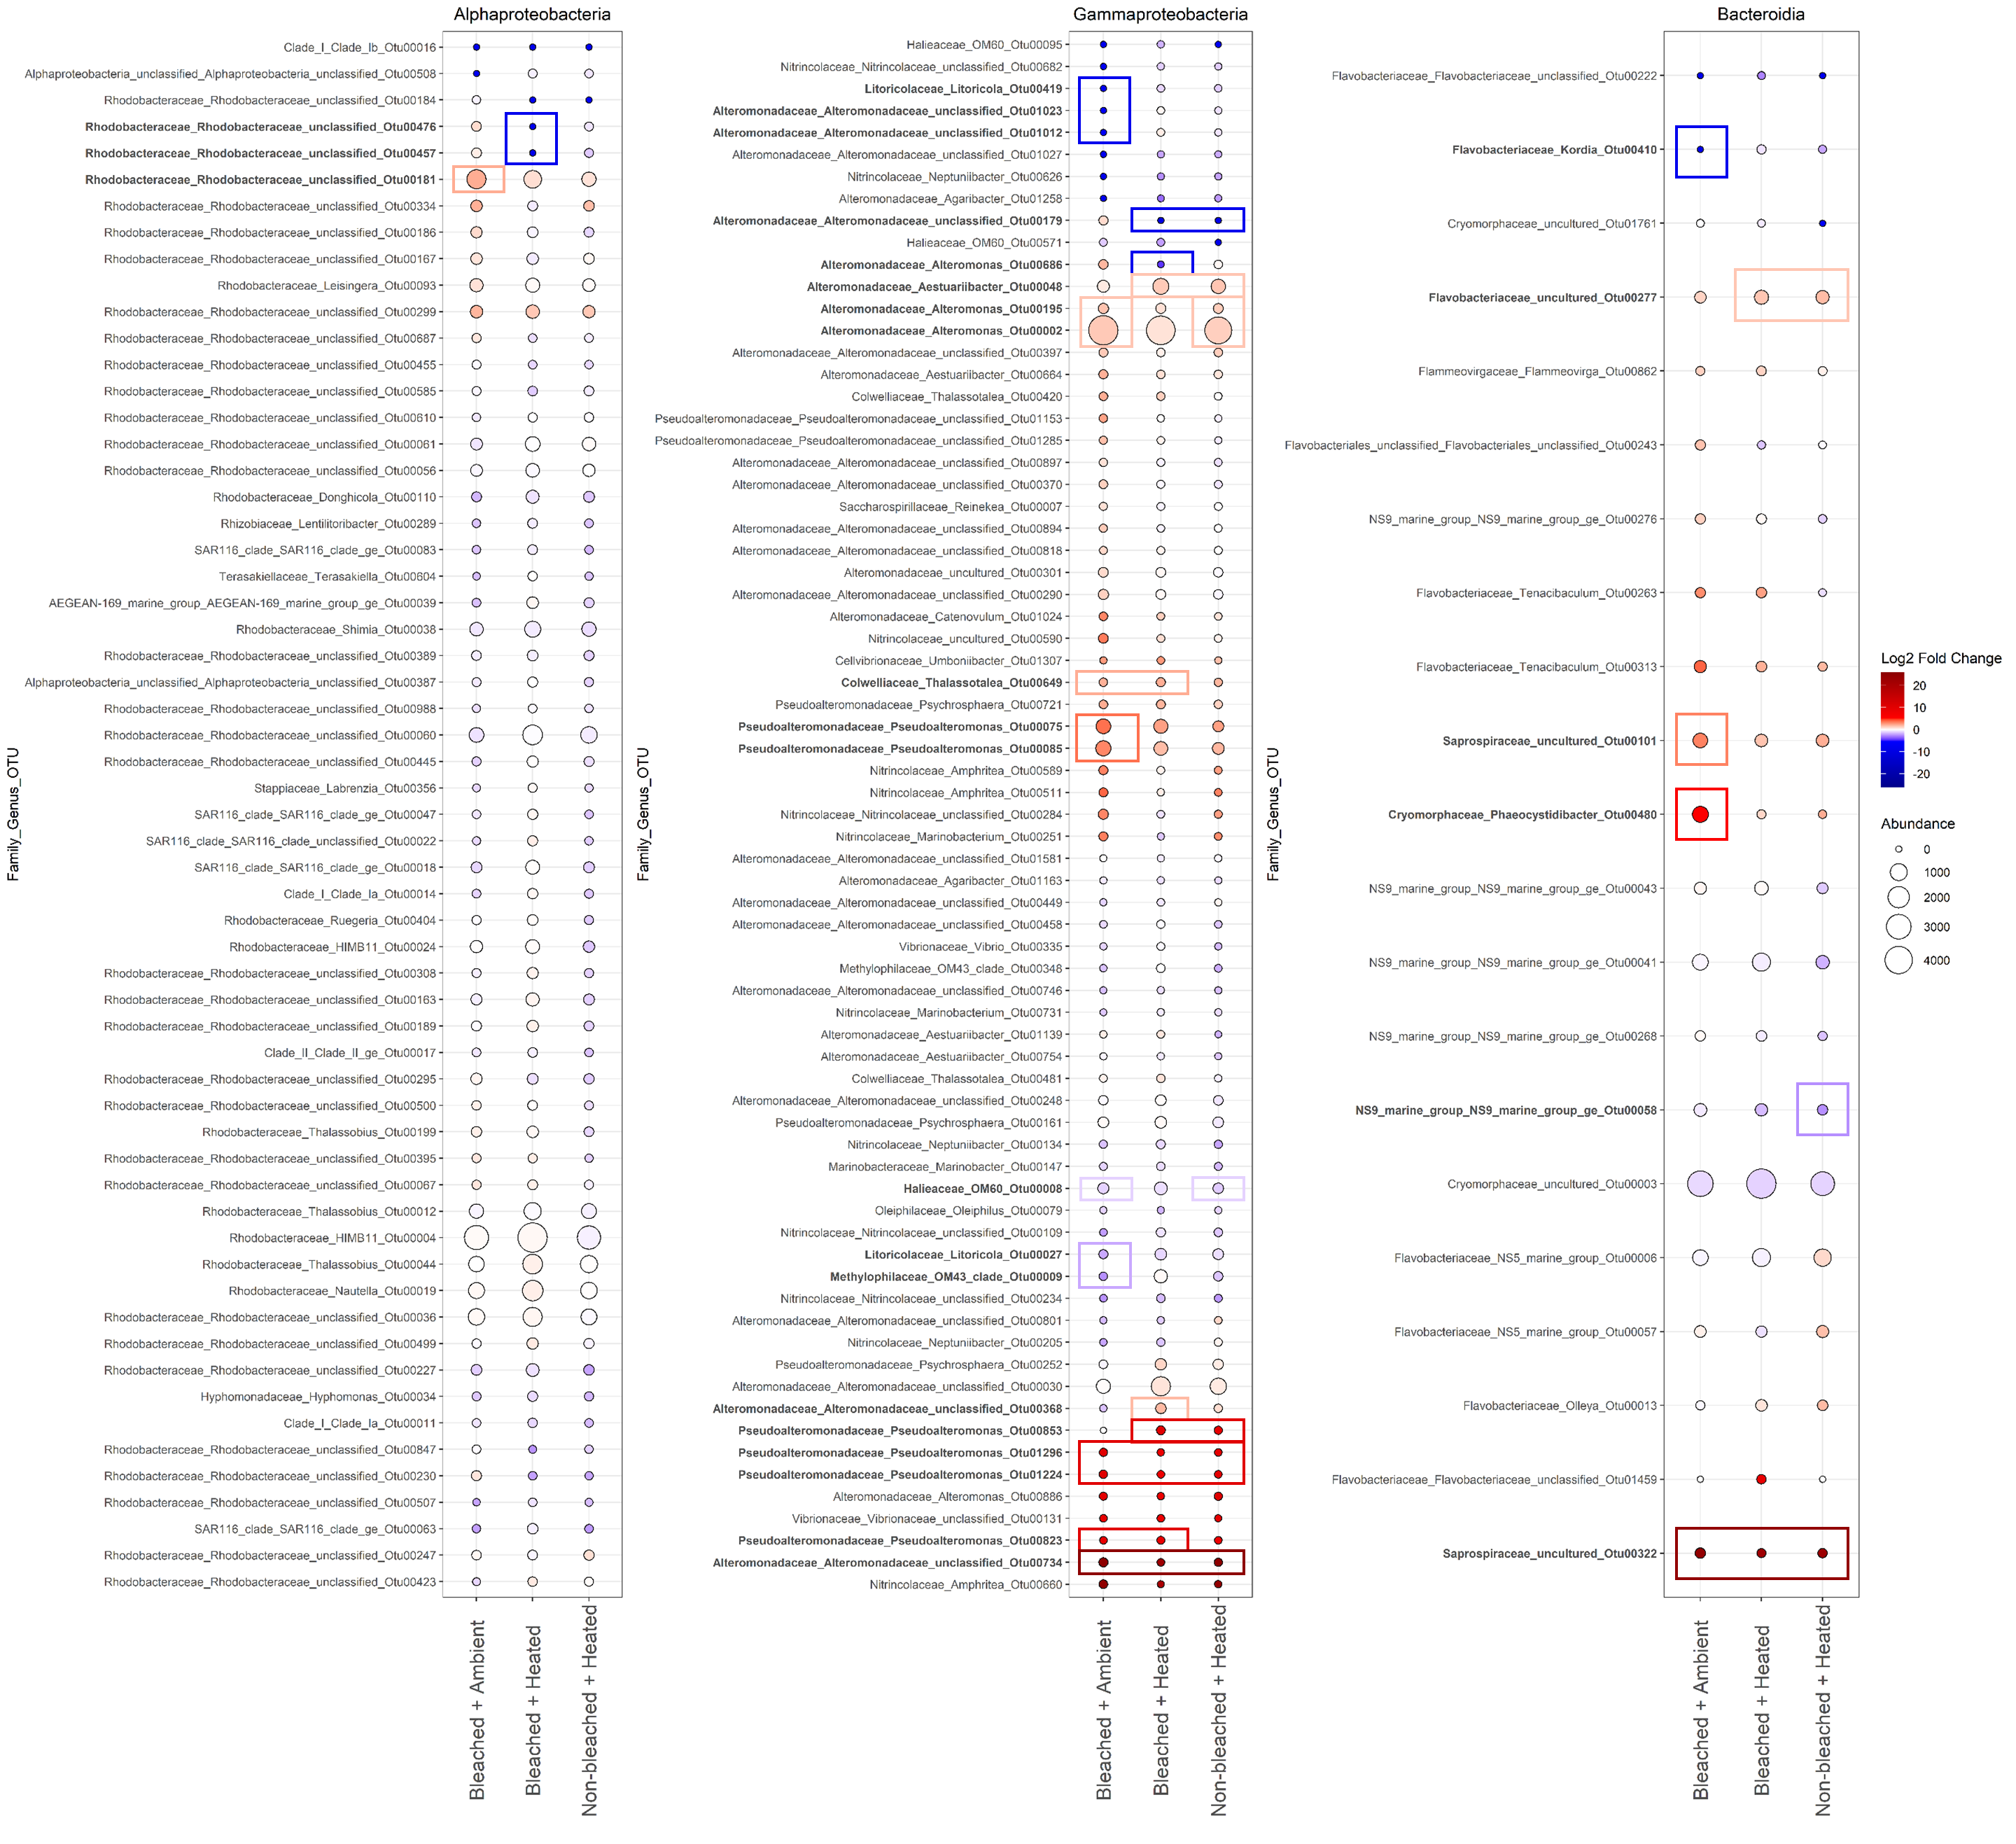 Alphaproteobacteria
Family_Genus_OTU
Clade_I_Clade_Ib_Otu00016
Alphaproteobacteria_unclassified_Alphaproteobacteria_unclassified_Otu00508
Rhodobacteraceae_Rhodobacteraceae_unclassified_Otu00184
Rhodobacteraceae_Rhodobacteraceae_unclassified_Otu00476
Rhodobacteraceae_Rhodobacteraceae_unclassified_Otu00457
Rhodobacteraceae_Rhodobacteraceae_unclassified_Otu00181
Rhodobacteraceae_Rhodobacteraceae_unclassified_Otu00334
Rhodobacteraceae_Rhodobacteraceae_unclassified_Otu00186
Rhodobacteraceae_Rhodobacteraceae_unclassified_Otu00167
Rhodobacteraceae_Leisingera_Otu00093
Rhodobacteraceae_Rhodobacteraceae_unclassified_Otu00299
Rhodobacteraceae_Rhodobacteraceae_unclassified_Otu00687
Rhodobacteraceae_Rhodobacteraceae_unclassified_Otu00455
Rhodobacteraceae_Rhodobacteraceae_unclassified_Otu00585
Rhodobacteraceae_Rhodobacteraceae_unclassified_Otu00610
Rhodobacteraceae_Rhodobacteraceae_unclassified_Otu00061
Rhodobacteraceae_Rhodobacteraceae_unclassified_Otu00056
Rhodobacteraceae_Donghicola_Otu00110
Rhizobiaceae_Lentilitoribacter_Otu00289
SAR116_clade_SAR116_clade_ge_Otu00083
Terasakiellaceae_Terasakiella_Otu00604
AEGEAN-169_marine_group_AEGEAN-169_marine_group_ge_Otu00039
Rhodobacteraceae_Shimia_Otu00038
Rhodobacteraceae_Rhodobacteraceae_unclassified_Otu00389
Alphaproteobacteria_unclassified_Alphaproteobacteria_unclassified_Otu00387
Rhodobacteraceae_Rhodobacteraceae_unclassified_Otu00988
Rhodobacteraceae_Rhodobacteraceae_unclassified_Otu00060
Rhodobacteraceae_Rhodobacteraceae_unclassified_Otu00445
Stappiaceae_Labrenzia_Otu00356
SAR116_clade_SAR116_clade_ge_Otu00047
SAR116_clade_SAR116_clade_unclassified_Otu00022
SAR116_clade_SAR116_clade_ge_Otu00018
Clade_I_Clade_Ia_Otu00014
Rhodobacteraceae_Ruegeria_Otu00404
Rhodobacteraceae_HIMB11_Otu00024
Rhodobacteraceae_Rhodobacteraceae_unclassified_Otu00308
Rhodobacteraceae_Rhodobacteraceae_unclassified_Otu00163
Rhodobacteraceae_Rhodobacteraceae_unclassified_Otu00189
Clade_II_Clade_II_ge_Otu00017
Rhodobacteraceae_Rhodobacteraceae_unclassified_Otu00295
Rhodobacteraceae_Rhodobacteraceae_unclassified_Otu00500
Rhodobacteraceae_Thalassobius_Otu00199
Rhodobacteraceae_Rhodobacteraceae_unclassified_Otu00395
Rhodobacteraceae_Rhodobacteraceae_unclassified_Otu00067
Rhodobacteraceae_Thalassobius_Otu00012
Rhodobacteraceae_HIMB11_Otu00004
Rhodobacteraceae_Thalassobius_Otu00044
Rhodobacteraceae_Nautella_Otu00019
Rhodobacteraceae_Rhodobacteraceae_unclassified_Otu00036
Rhodobacteraceae_Rhodobacteraceae_unclassified_Otu00499
Rhodobacteraceae_Rhodobacteraceae_unclassified_Otu00227
Hyphomonadaceae_Hyphomonas_Otu00034
Clade_I_Clade_Ia_Otu00011
Rhodobacteraceae_Rhodobacteraceae_unclassified_Otu00847
Rhodobacteraceae_Rhodobacteraceae_unclassified_Otu00230
Rhodobacteraceae_Rhodobacteraceae_unclassified_Otu00507
SAR116_clade_SAR116_clade_ge_Otu00063
Rhodobacteraceae_Rhodobacteraceae_unclassified_Otu00247
Rhodobacteraceae_Rhodobacteraceae_unclassified_Otu00423
Bleached + Ambient
Bleached + Heated
Non-bleached + Heated
Gammaproteobacteria
Family_Genus_OTU
Halieaceae_OM60_Otu00095
Nitrincolaceae_Nitrincolaceae_unclassified_Otu00682
Litoricolaceae_Litoricola_Otu00419
Alteromonadaceae_Alteromonadaceae_unclassified_Otu01023
Alteromonadaceae_Alteromonadaceae_unclassified_Otu01012
Alteromonadaceae_Alteromonadaceae_unclassified_Otu01027
Nitrincolaceae_Neptuniibacter_Otu00626
Alteromonadaceae_Agaribacter_Otu01258
Alteromonadaceae_Alteromonadaceae_unclassified_Otu00179
Halieaceae_OM60_Otu00571
Alteromonadaceae_Alteromonas_Otu00686
Alteromonadaceae_Aestuariibacter_Otu00048
Alteromonadaceae_Alteromonas_Otu00195
Alteromonadaceae_Alteromonas_Otu00002
Alteromonadaceae_Alteromonadaceae_unclassified_Otu00397
Alteromonadaceae_Aestuariibacter_Otu00664
Colwelliaceae_Thalassotalea_Otu00420
Pseudoalteromonadaceae_Pseudoalteromonadaceae_unclassified_Otu01153
Pseudoalteromonadaceae_Pseudoalteromonadaceae_unclassified_Otu01285
Alteromonadaceae_Alteromonadaceae_unclassified_Otu00897
Alteromonadaceae_Alteromonadaceae_unclassified_Otu00370
Saccharospirillaceae_Reinekea_Otu00007
Alteromonadaceae_Alteromonadaceae_unclassified_Otu00894
Alteromonadaceae_Alteromonadaceae_unclassified_Otu00818
Alteromonadaceae_uncultured_Otu00301
Alteromonadaceae_Alteromonadaceae_unclassified_Otu00290
Alteromonadaceae_Catenovulum_Otu01024
Nitrincolaceae_uncultured_Otu00590
Cellvibrionaceae_Umboniibacter_Otu01307
Colwelliaceae_Thalassotalea_Otu00649
Pseudoalteromonadaceae_Psychrosphaera_Otu00721
Pseudoalteromonadaceae_Pseudoalteromonas_Otu00075
Pseudoalteromonadaceae_Pseudoalteromonas_Otu00085
Nitrincolaceae_Amphritea_Otu00589
Nitrincolaceae_Amphritea_Otu00511
Nitrincolaceae_Nitrincolaceae_unclassified_Otu00284
Nitrincolaceae_Marinobacterium_Otu00251
Alteromonadaceae_Alteromonadaceae_unclassified_Otu01581
Alteromonadaceae_Agaribacter_Otu01163
Alteromonadaceae_Alteromonadaceae_unclassified_Otu00449
Alteromonadaceae_Alteromonadaceae_unclassified_Otu00458
Vibrionaceae_Vibrio_Otu00335
Methylophilaceae_OM43_clade_Otu00348
Alteromonadaceae_Alteromonadaceae_unclassified_Otu00746
Nitrincolaceae_Marinobacterium_Otu00731
Alteromonadaceae_Aestuariibacter_Otu01139
Alteromonadaceae_Aestuariibacter_Otu00754
Colwelliaceae_Thalassotalea_Otu00481
Alteromonadaceae_Alteromonadaceae_unclassified_Otu00248
Pseudoalteromonadaceae_Psychrosphaera_Otu00161
Nitrincolaceae_Neptuniibacter_Otu00134
Marinobacteraceae_Marinobacter_Otu00147
Halieaceae_OM60_Otu00008
Oleiphilaceae_Oleiphilus_Otu00079
Nitrincolaceae_Nitrincolaceae_unclassified_Otu00109
Litoricolaceae_Litoricola_Otu00027
Methylophilaceae_OM43_clade_Otu00009
Nitrincolaceae_Nitrincolaceae_unclassified_Otu00234
Alteromonadaceae_Alteromonadaceae_unclassified_Otu00801
Nitrincolaceae_Neptuniibacter_Otu00205
Pseudoalteromonadaceae_Psychrosphaera_Otu00252
Alteromonadaceae_Alteromonadaceae_unclassified_Otu00030
Alteromonadaceae_Alteromonadaceae_unclassified_Otu00368
Pseudoalteromonadaceae_Pseudoalteromonas_Otu00853
Pseudoalteromonadaceae_Pseudoalteromonas_Otu01296
Pseudoalteromonadaceae_Pseudoalteromonas_Otu01224
Alteromonadaceae_Alteromonas_Otu00886
Vibrionaceae_Vibrionaceae_unclassified_Otu00131
Pseudoalteromonadaceae_Pseudoalteromonas_Otu00823
Alteromonadaceae_Alteromonadaceae_unclassified_Otu00734
Nitrincolaceae_Amphritea_Otu00660
Bleached + Ambient
Bleached + Heated
Non-bleached + Heated
Bacteroidia
Family_Genus_OTU
Flavobacteriaceae_Flavobacteriaceae_unclassified_Otu00222
Flavobacteriaceae_Kordia_Otu00410
Cryomorphaceae_uncultured_Otu01761
Flavobacteriaceae_uncultured_Otu00277
Flammeovirgaceae_Flammeovirga_Otu00862
Flavobacteriales_unclassified_Flavobacteriales_unclassified_Otu00243
NS9_marine_group_NS9_marine_group_ge_Otu00276
Flavobacteriaceae_Tenacibaculum_Otu00263
Flavobacteriaceae_Tenacibaculum_Otu00313
Saprospiraceae_uncultured_Otu00101
Cryomorphaceae_Phaeocystidibacter_Otu00480
NS9_marine_group_NS9_marine_group_ge_Otu00043
NS9_marine_group_NS9_marine_group_ge_Otu00041
NS9_marine_group_NS9_marine_group_ge_Otu00268
NS9_marine_group_NS9_marine_group_ge_Otu00058
Cryomorphaceae_uncultured_Otu00003
Flavobacteriaceae_NS5_marine_group_Otu00006
Flavobacteriaceae_NS5_marine_group_Otu00057
Flavobacteriaceae_Olleya_Otu00013
Flavobacteriaceae_Flavobacteriaceae_unclassified_Otu01459
Saprospiraceae_uncultured_Otu00322
Bleached + Ambient
Bleached + Heated
Non-bleached + Heated
Log2 Fold Change
20
10
0
-10
-20
Abundance
0
1000
2000
3000
4000